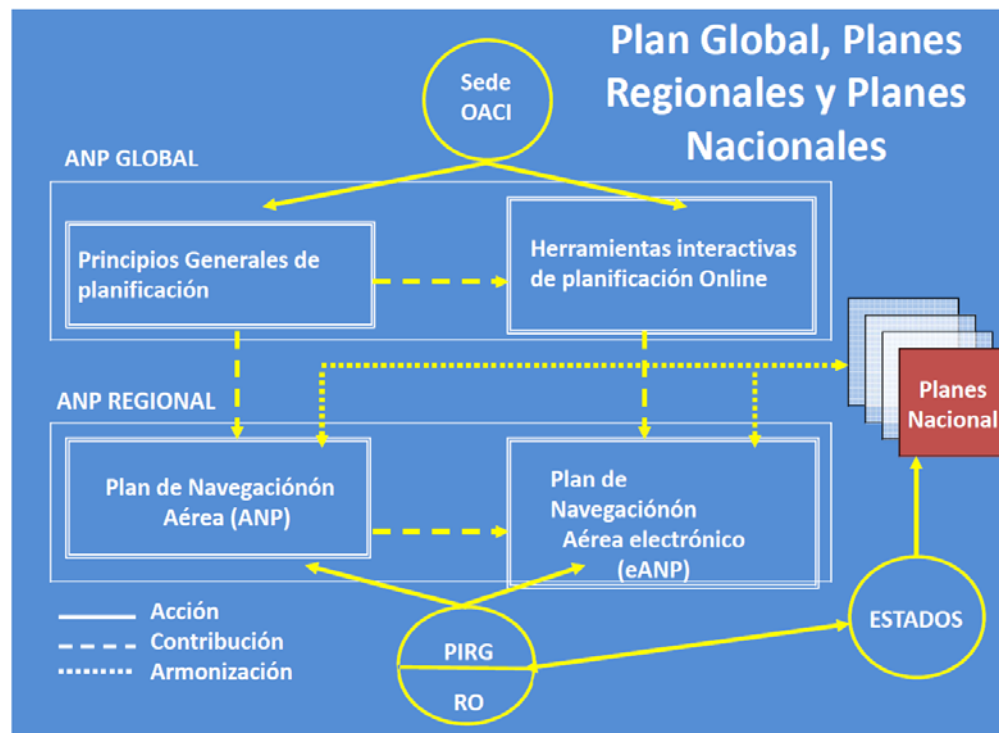 Plan Global, Planes
Regionales y Planes
Nacionales
Sede
OACI
ANP GLOBAL
Principios Generales de
planificación
Herramientas interactivas
de planificación Online
Planes
Nacional
ANP REGIONAL
Plan de Navegaciónón
Aérea (ANP)
Plan de
Navegaciónón
Aérea electrónico
(eANP)
Acción
Contribución
Armonización
PIRG
RO
ESTADOS